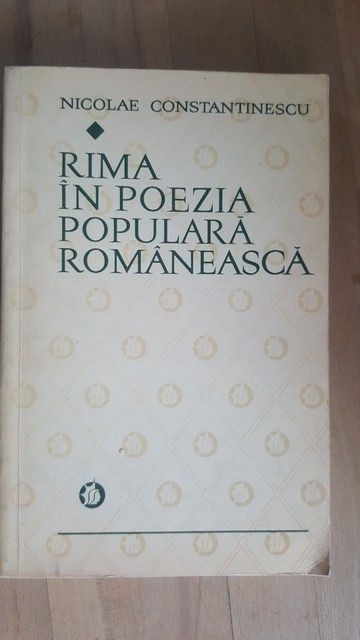 NICOLAE CONSTANTINESCU
RIMA
ÎN POEZIA
POPULARĂ
ROMÂNEASCĂ